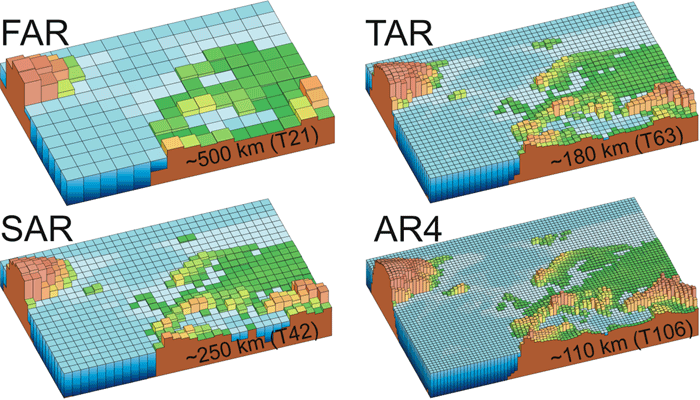 FAR
~500 km (T21)
TAR
~180 km (T63)
SAR
~250 km (T42)
AR4
~110 km (T106)